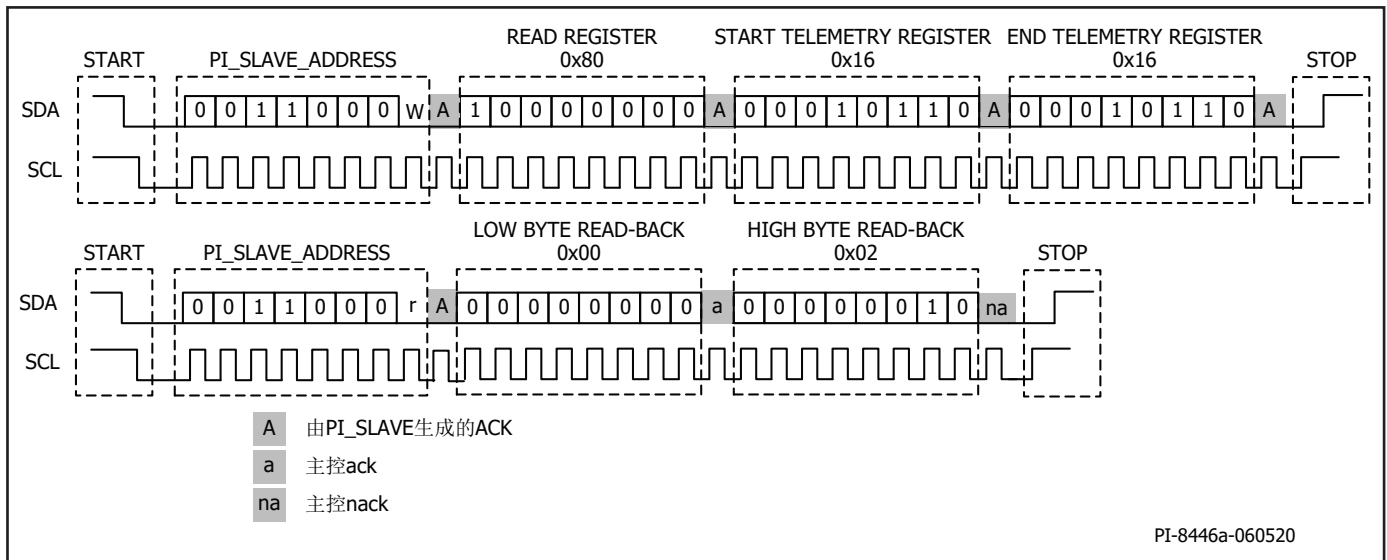 READ REGISTER START TELEMETRY REGISTER END TELEMETRY REGISTER
START PI_SLAVE_ADDRESS 0x80 0x16 0x16 STOP
SDA 0 0 1 1 0 0 0 W A 1 0 0 0 0 0 0 0 A 0 0 0 1 0 1 1 0 A 0 0 0 1 0 1 1 0 A
SCL
LOW BYTE READ-BACK HIGH BYTE READ-BACK
START PI_SLAVE_ADDRESS 0x00 0x02 STOP
SDA 0 0 1 1 0 0 0 r A 0 0 0 0 0 0 0 0 a 0 0 0 0 0 0 1 0 na
SCL
A 由PI_SLAVE生成的ACK
a 主控ack
na 主控nack
PI-8446a-060520